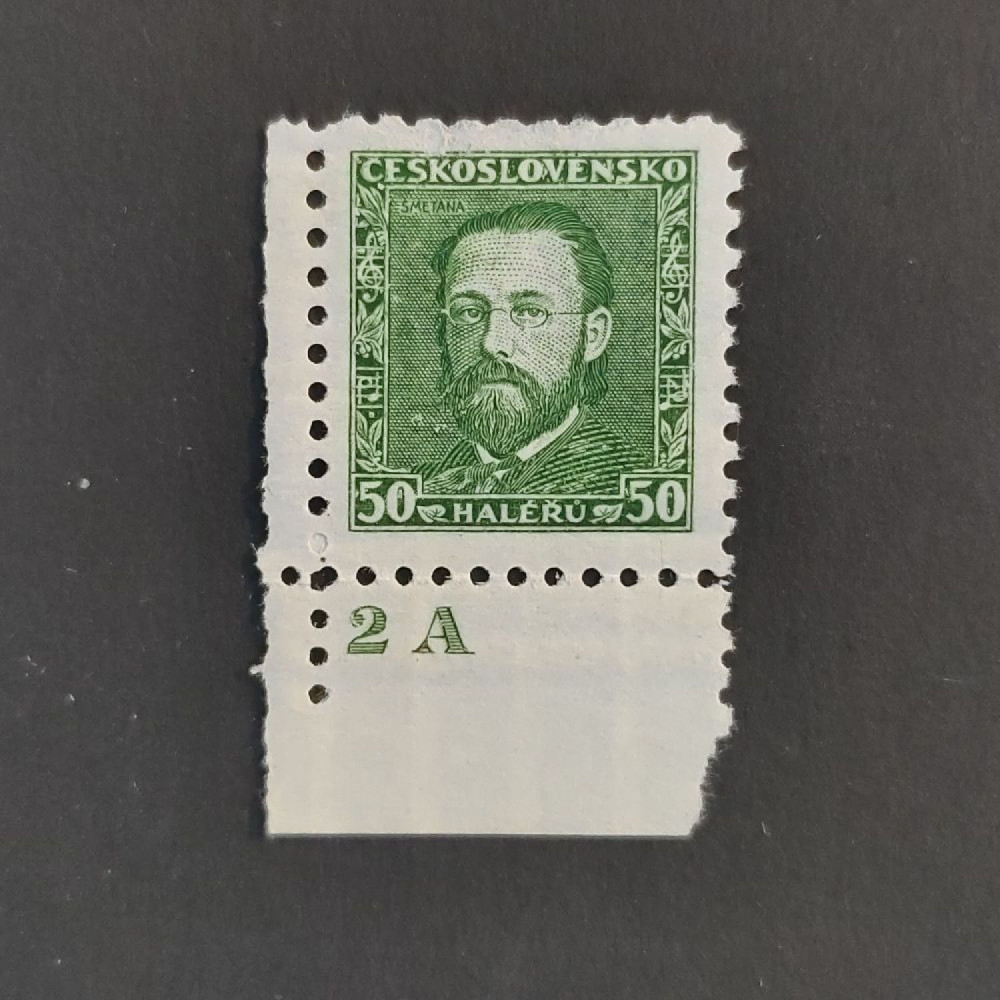 ČESKOSLOVENSKO
SMETANA
50 HALÉŘŮ 50
2 A